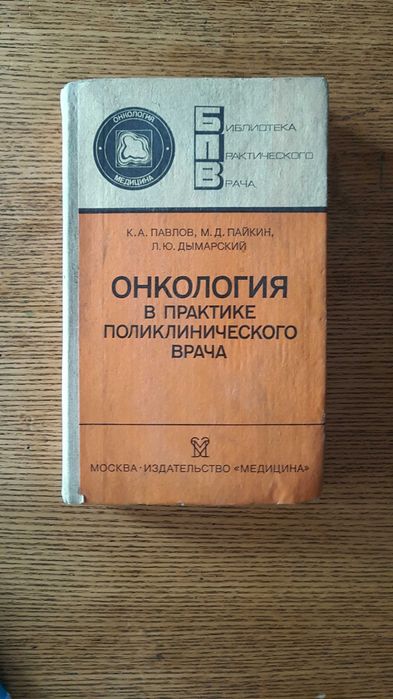 ОНКОЛОГИЯ
МЕДИЦИНА
БИБЛИОТЕКА
ПРАКТИЧЕСКОГО
ВРАЧА
К.А. ПАВЛОВ, М.Д. ПАЙКИН,
Л.Ю. ДЫМАРСКИЙ
ОНКОЛОГИЯ
В ПРАКТИКЕ
ПОЛИКЛИНИЧЕСКОГО
ВРАЧА
МОСКВА · ИЗДАТЕЛЬСТВО «МЕДИЦИНА»